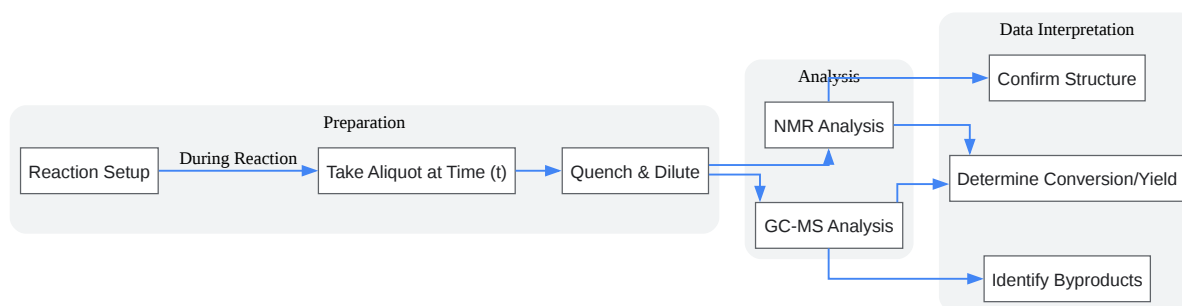 Data Interpretation
Analysis
Confirm Structure
Preparation
NMR Analysis
During Reaction
Reaction Setup
Take Aliquot at Time (t)
Quench & Dilute
Determine Conversion/Yield
GC-MS Analysis
Identify Byproducts